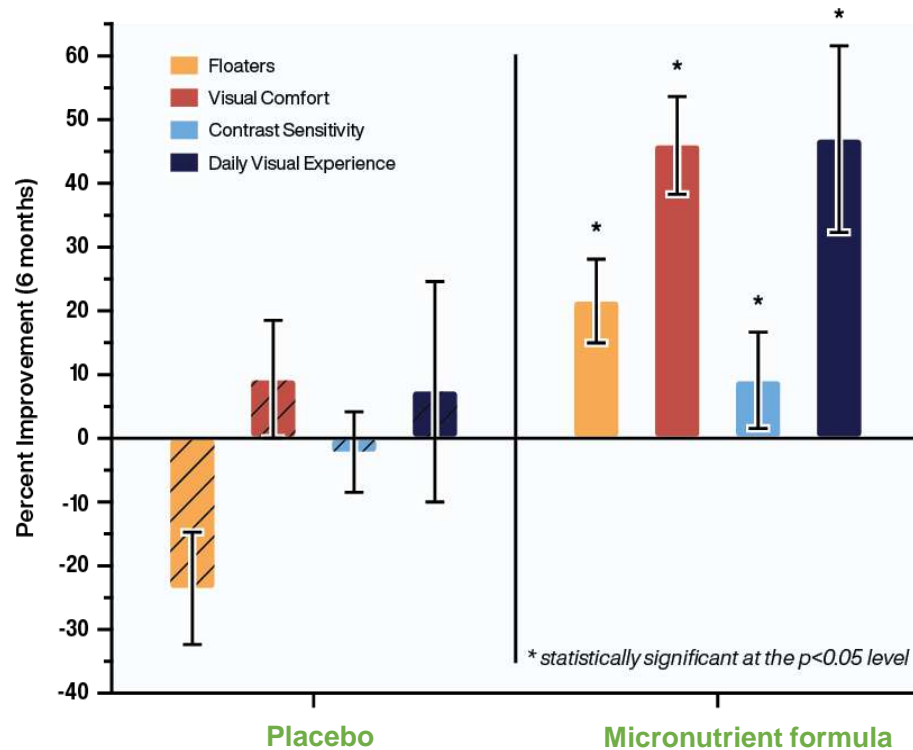 Percent Improvement (6 months)
60
50
40
30
20
10
0
-10
-20
-30
-40
Floaters
Visual Comfort
Contrast Sensitivity
Daily Visual Experience
*
*
*
*
* statistically significant at the p<0.05 level
Placebo
Micronutrient formula